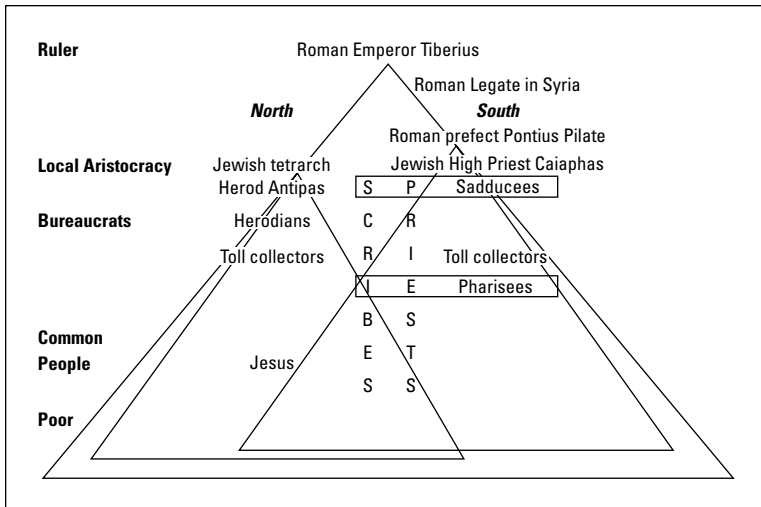 Ruler Roman Emperor Tiberius
Roman Legate in Syria
North South
Roman prefect Pontius Pilate
Local Aristocracy Jewish tetrarch Jewish High Priest Caiaphas
Herod Antipas S P Sadducees
Bureaucrats Herodians C R
Toll collectors R I Toll collectors
I E Pharisees
B S
Common
People
Jesus E T
S S
Poor